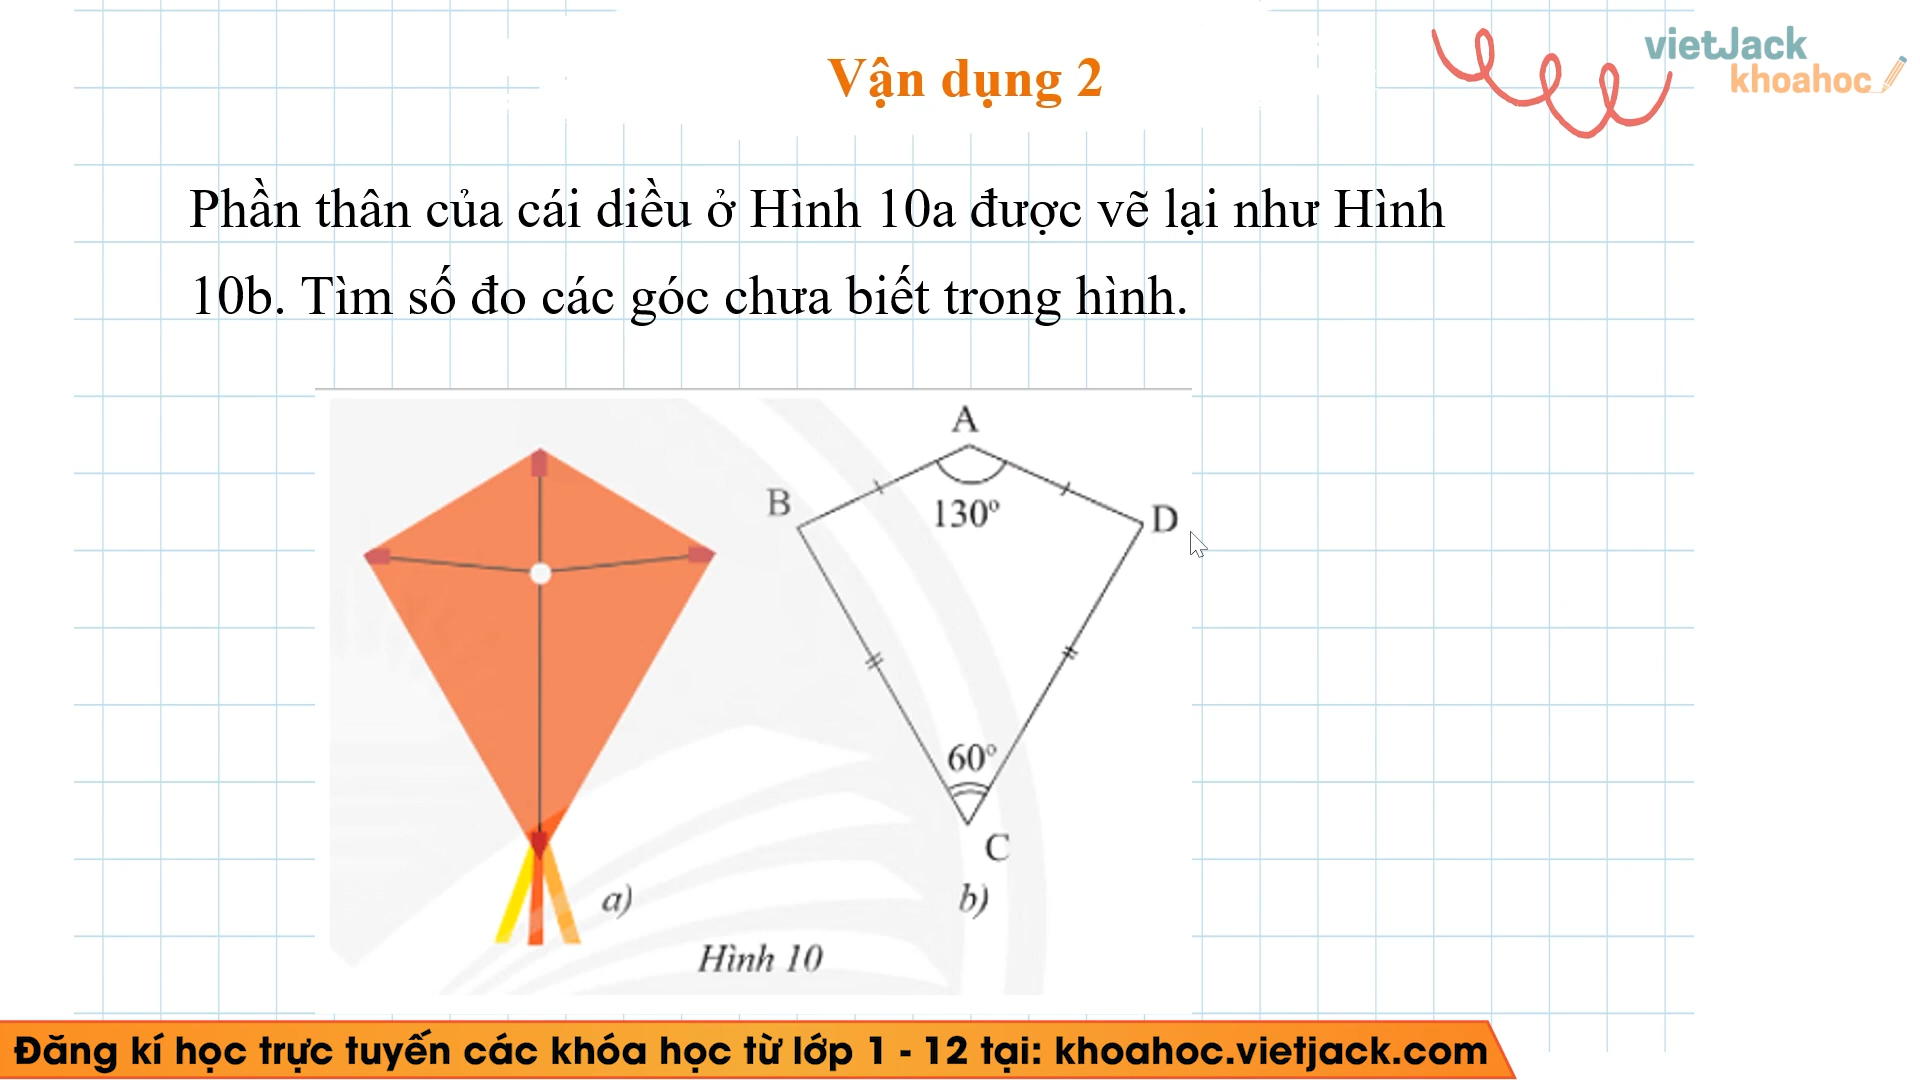 Vận dụng 2
vietJack
khoahoc
Phần thân của cái diều ở Hình 10a được vẽ lại như Hình
10b. Tìm số đo các góc chưa biết trong hình.
A
B
130º
D
60º
C
a)
b)
Hình 10
Đăng kí học trực tuyến các khóa học từ lớp 1 - 12 tại: khoahoc.vietjack.com